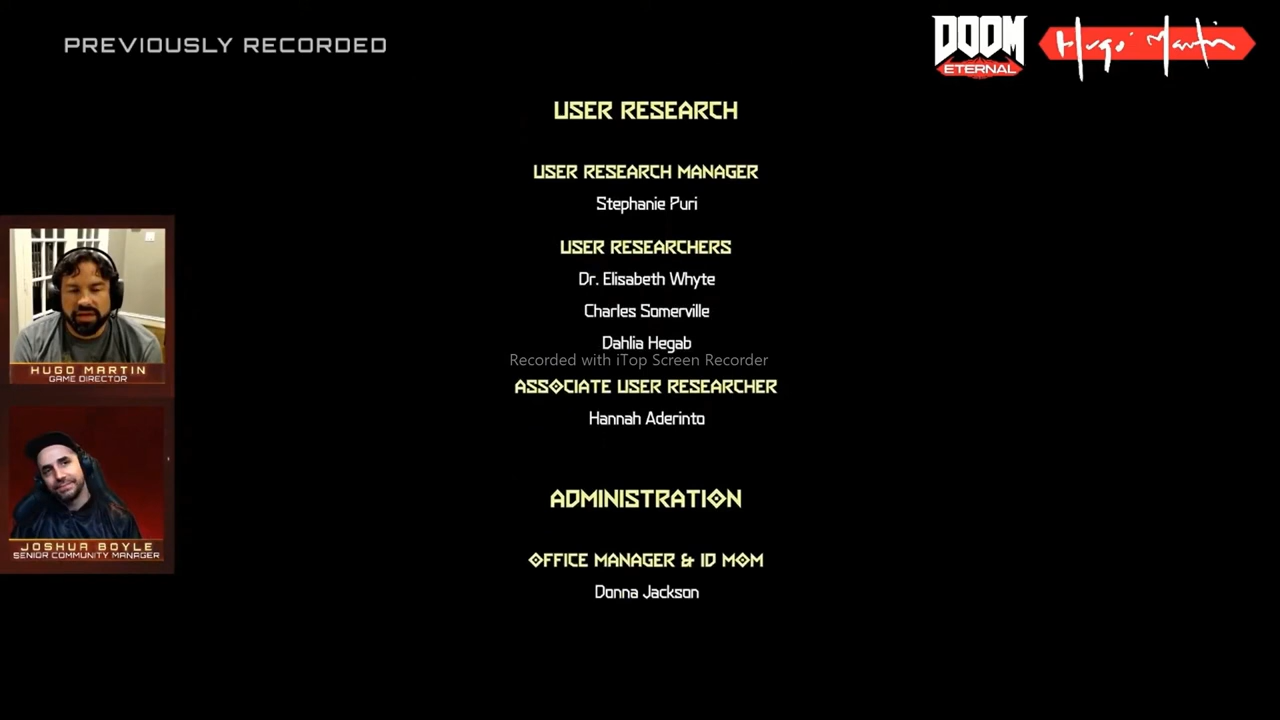 PREVIOUSLY RECORDED
DOOM
ETERNAL
Hugo Martin
USER RESEARCH
USER RESEARCH MANAGER
Stephanie Puri
USER RESEARCHERS
Dr. Elisabeth Whyte
Charles Somerville
Dahlia Hegab
Recorded with iTop Screen Recorder
ASSOCIATE USER RESEARCHER
Hannah Aderinto
ADMINISTRATION
OFFICE MANAGER & ID MOM
Donna Jackson
HUGO MARTIN
GAME DIRECTOR
JOSHUA BOYLE
SENIOR COMMUNITY MANAGER